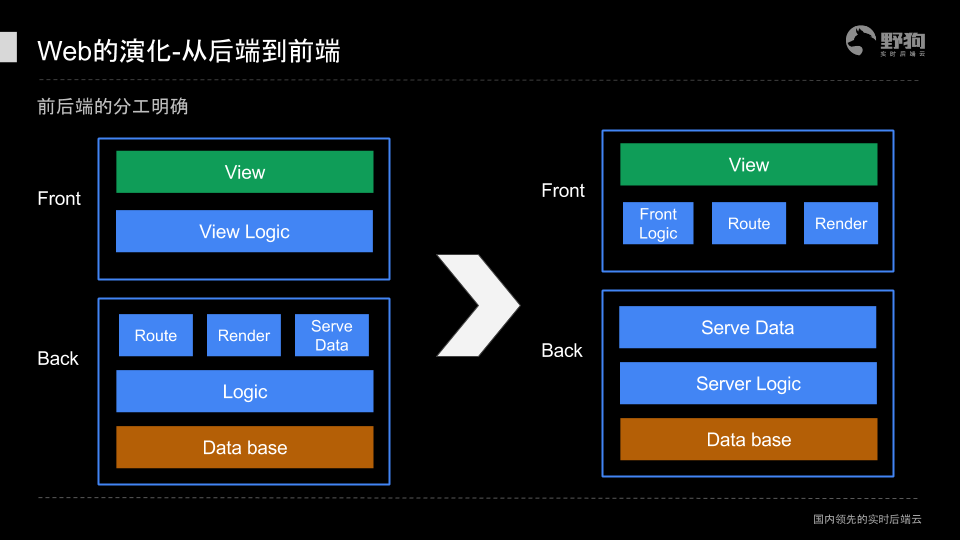 Web的演化-从后端到前端
野狗
实时后端云
前后端的分工明确
Front
View
View Logic
Back
Route
Render
Serve
Data
Logic
Data base
Front
View
Front
Logic
Route
Render
Back
Serve Data
Server Logic
Data base
国内领先的实时后端云